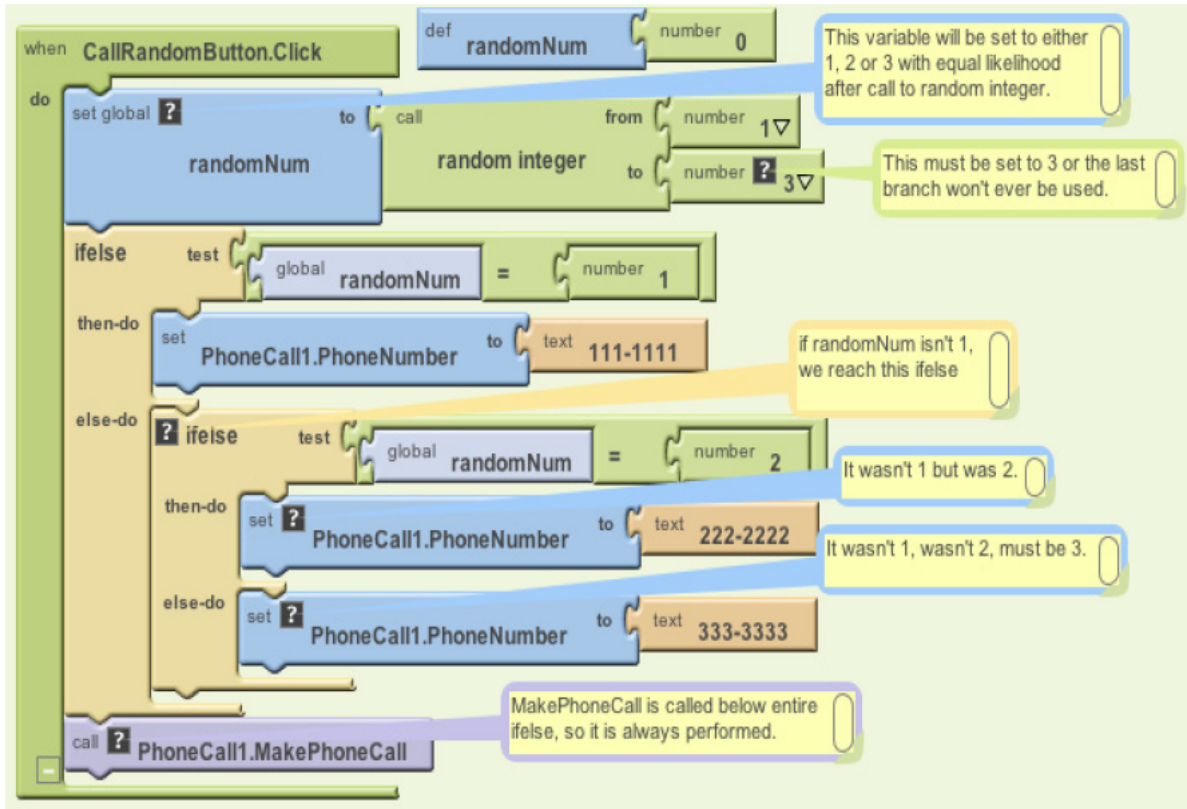 def randomNum number 0
This variable will be set to either
1, 2 or 3 with equal likelihood
after call to random integer.
when CallRandomButton.Click
do
set global ? to call from number 1
randomNum random integer
to number ? 3
This must be set to 3 or the last
branch won't ever be used.
ifelse test global randomNum = number 1
then-do set PhoneCall1.PhoneNumber to text 111-1111
if randomNum isn't 1,
we reach this ifelse
else-do ? ifelse test global randomNum = number 2
It wasn't 1 but was 2.
then-do set ? PhoneCall1.PhoneNumber to text 222-2222
It wasn't 1, wasn't 2, must be 3.
else-do set ? PhoneCall1.PhoneNumber to text 333-3333
MakePhoneCall is called below entire
ifelse, so it is always performed.
call ? PhoneCall1.MakePhoneCall